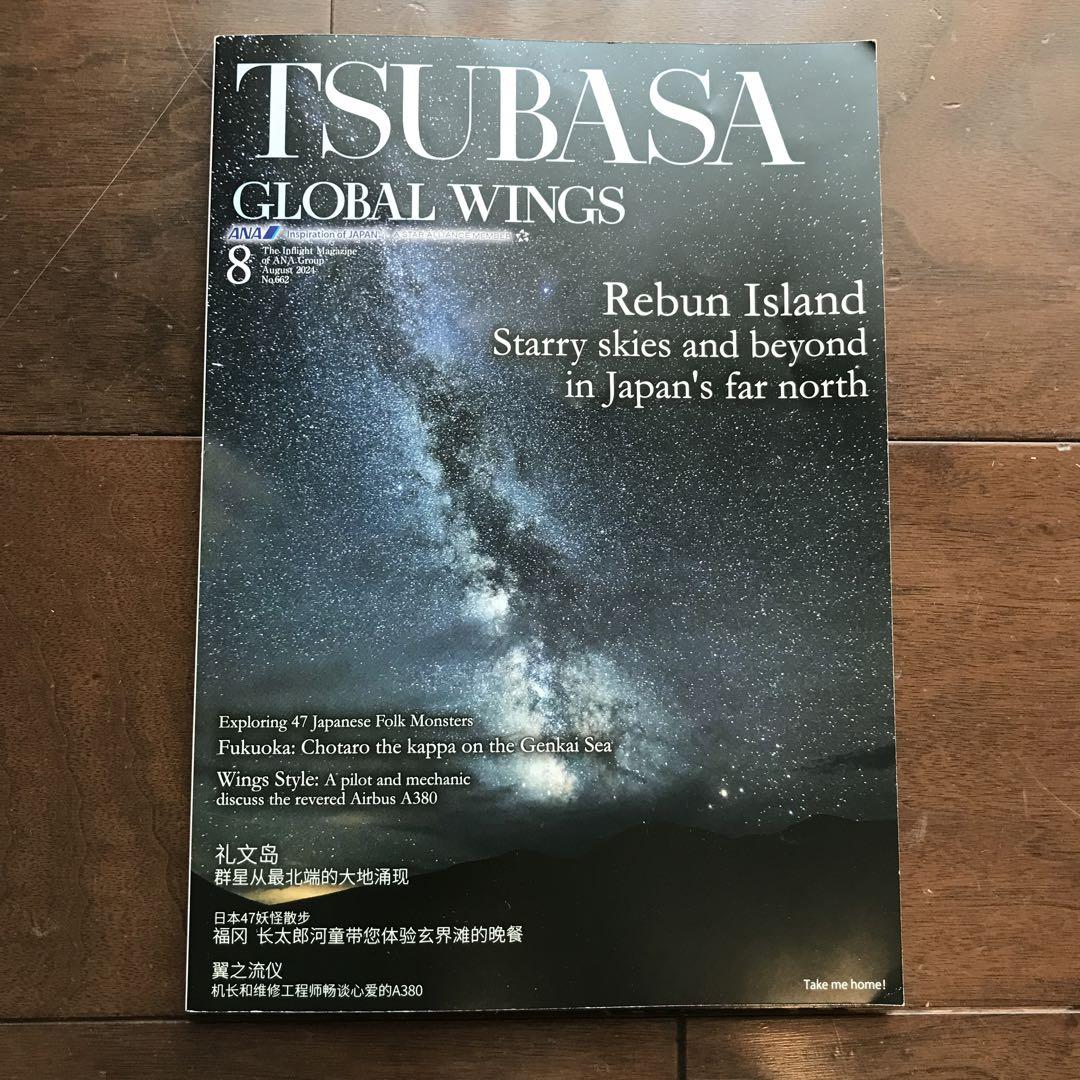 TSUBASA
GLOBAL WINGS
ANA Inspiration of JAPAN A STAR ALLIANCE MEMBER
8
The Inflight Magazine
of ANA Group
August 2024
No.662
Rebun Island
Starry skies and beyond
in Japan's far north
Exploring 47 Japanese Folk Monsters
Fukuoka: Chotaro the kappa on the Genkai Sea
Wings Style: A pilot and mechanic
discuss the revered Airbus A380
礼文岛
群星从最北端的大地涌现
日本47妖怪散步
福冈 长太郎河童带您体验玄界滩的晚餐
翼之流仪
机长和维修工程师畅谈心爱的A380
Take me home!